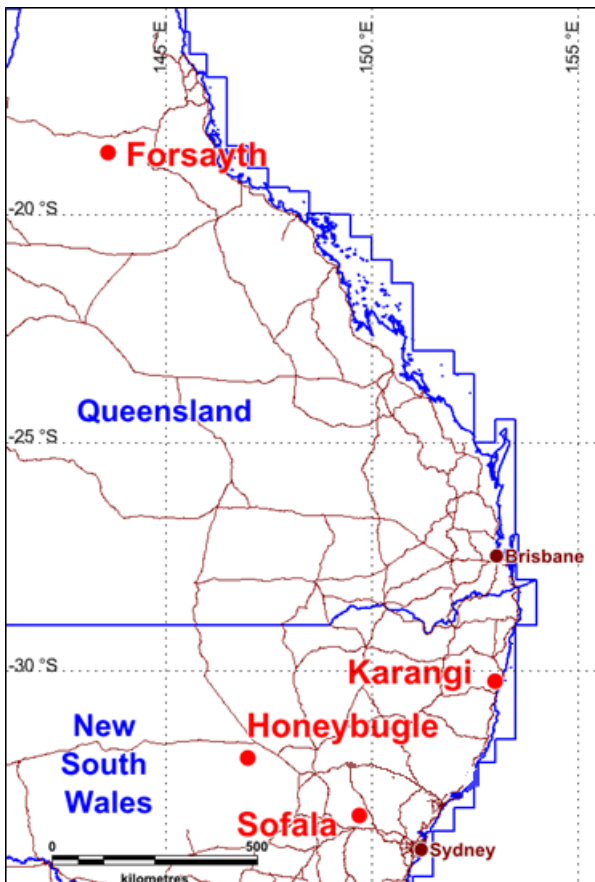 145 °E
150 °E
155 °E
Forsayth
-20 °S
Queensland
-25 °S
Brisbane
-30 °S
Karangi
Honeybugle
New
South
Wales
Sofala
0
500
Sydney
kilometres